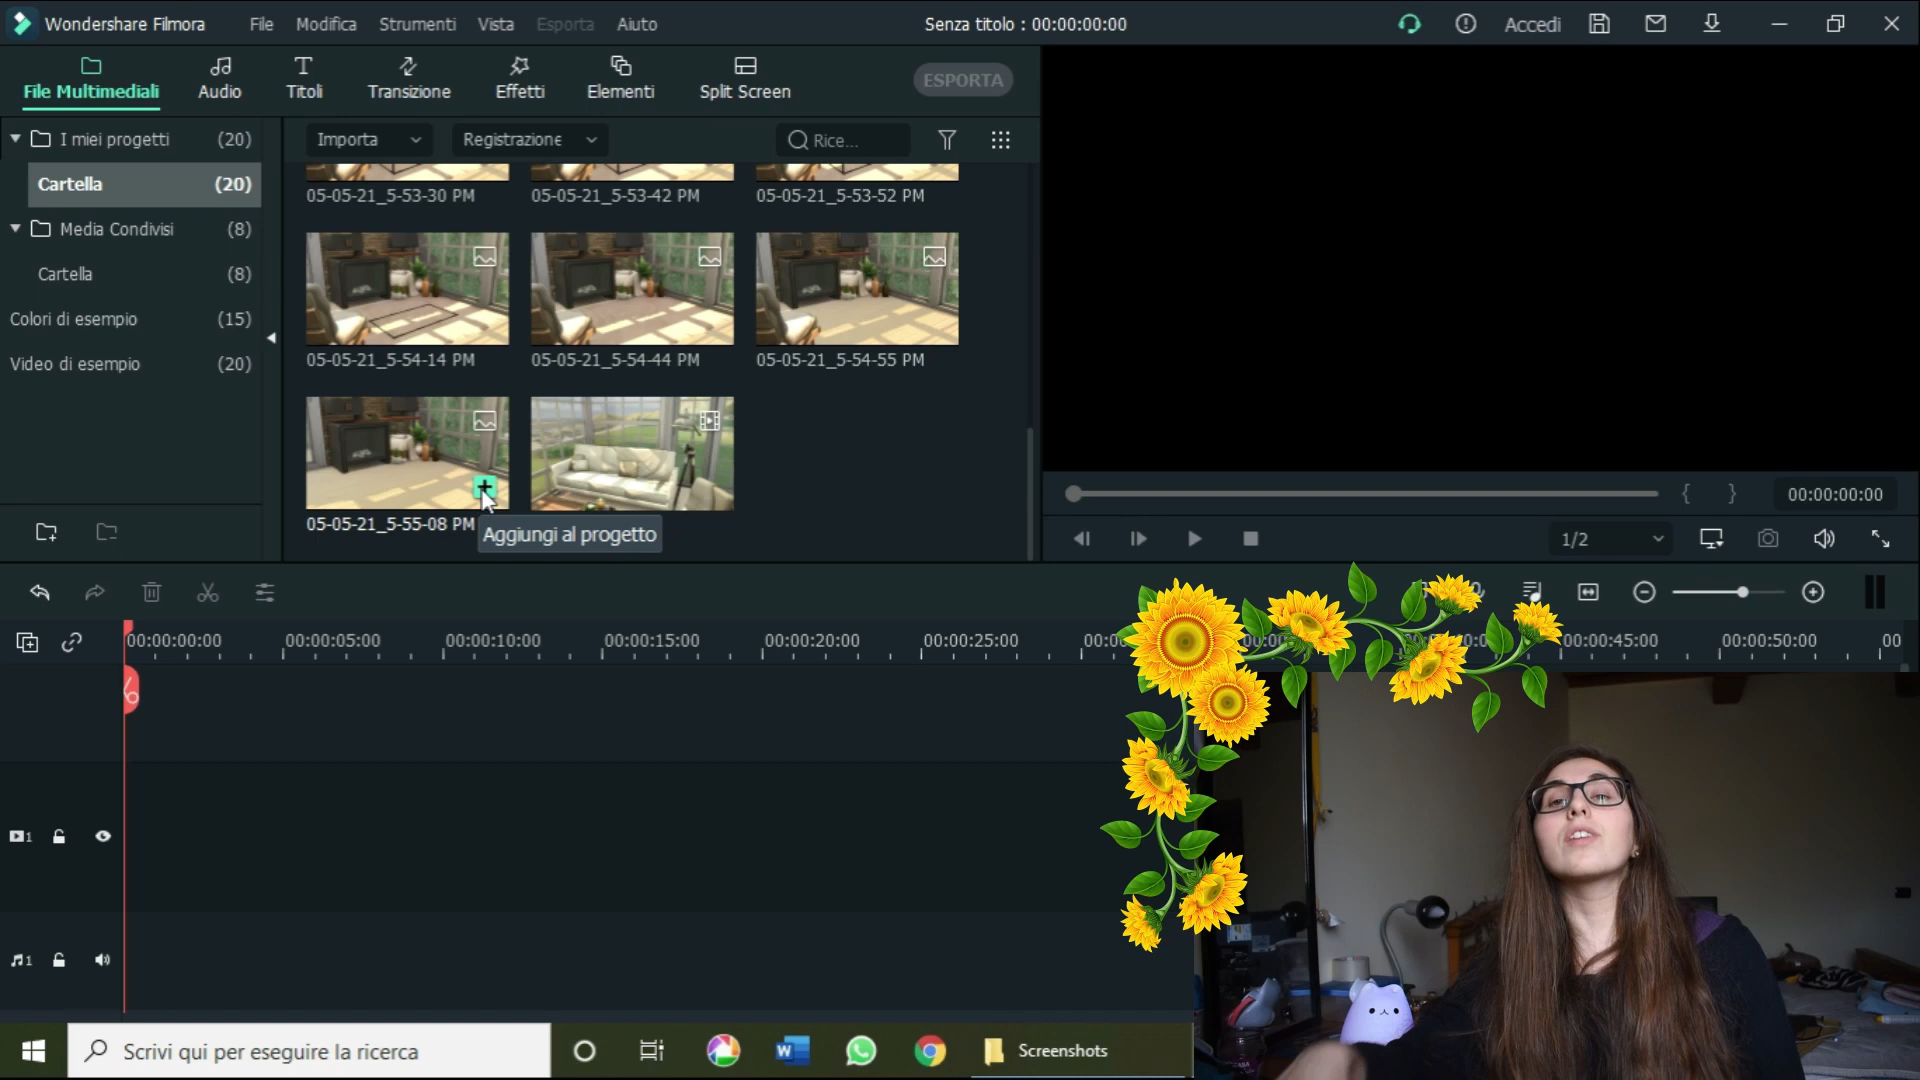 Wondershare Filmora File Modifica Strumenti Vista Esporta Aiuto Senza titolo : 00:00:00:00 Accedi
File Multimediali Audio Titoli Transizione Effetti Elementi Split Screen ESPORTA
I miei progetti (20)
Cartella (20)
Media Condivisi (8)
Cartella (8)
Colori di esempio (15)
Video di esempio (20)
Importa Registrazione Rice...
05-05-21_5-53-30 PM 05-05-21_5-53-42 PM 05-05-21_5-53-52 PM
05-05-21_5-54-14 PM 05-05-21_5-54-44 PM 05-05-21_5-54-55 PM
05-05-21_5-55-08 PM
Aggiungi al progetto
{ } 00:00:00:00
1/2
00:00:00:00 00:00:05:00 00:00:10:00 00:00:15:00 00:00:20:00 00:00:25:00 00:00:45:00 00:00:50:00 00
1
1
Scrivi qui per eseguire la ricerca
W
Screenshots